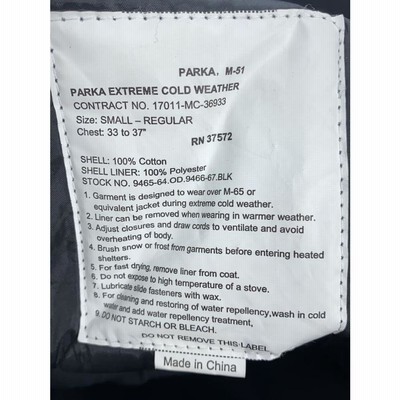 PARKA. M-51
PARKA EXTREME COLD WEATHER
CONTRACT NO. 17011-MC-36933
Size: SMALL – REGULAR
Chest: 33 to 37"
RN 37572
SHELL: 100% Cotton
SHELL LINER: 100% Polyester
STOCK NO. 9465-64.OD.9466-67.BLK
1. Garment is designed to wear over M-65 or
equivalent jacket during extreme cold weather.
2. Liner can be removed when wearing in warmer weather.
3. Adjust closures and draw cords to ventilate and avoid
overheating of body.
4. Brush snow or frost from garments before entering heated
shelters.
5. For fast drying, remove liner from coat.
6. Do not expose to high temperature of a stove.
7. Lubricate slide fasteners with wax.
8. For cleaning and restoring of water repellency, wash in cold
water and add water repellency treatment,
9. DO NOT STARCH OR BLEACH.
DO NOT REMOVE THIS LABEL
Made in China